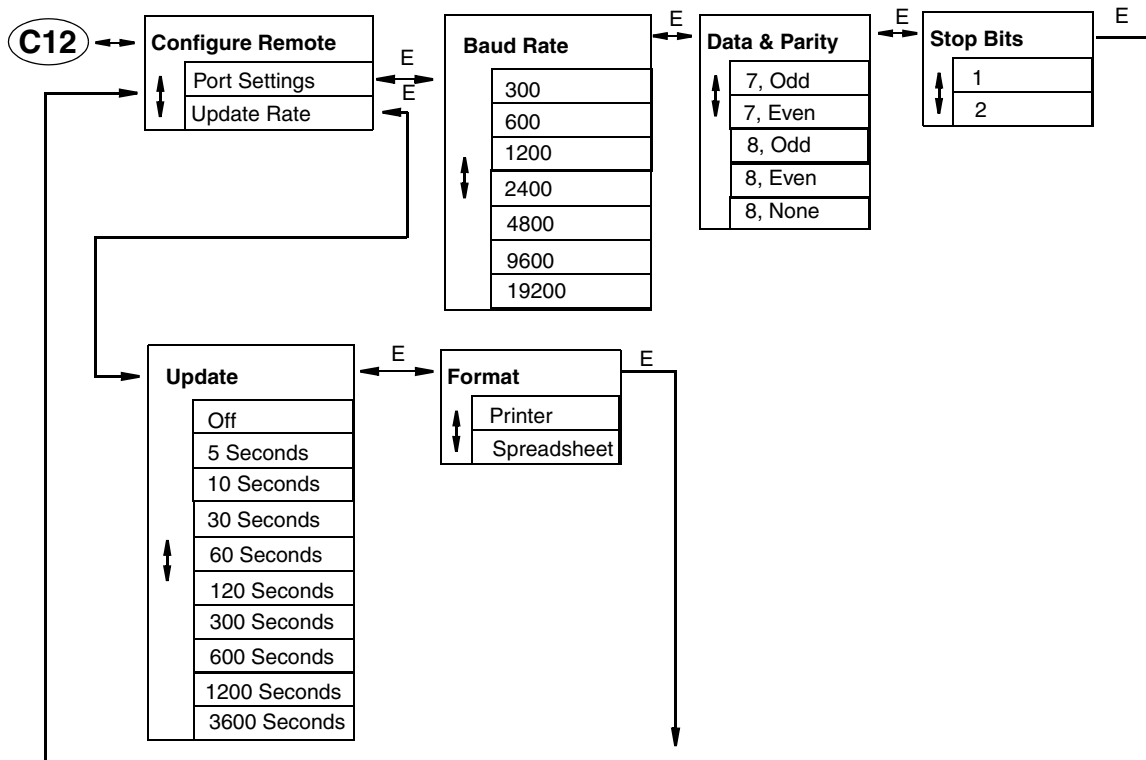 C12
Configure Remote
Port Settings
Update Rate
E
E
Baud Rate
300
600
1200
2400
4800
9600
19200
E
Data & Parity
7, Odd
7, Even
8, Odd
8, Even
8, None
E
Stop Bits
1
2
E
Update
Off
5 Seconds
10 Seconds
30 Seconds
60 Seconds
120 Seconds
300 Seconds
600 Seconds
1200 Seconds
3600 Seconds
E
Format
Printer
Spreadsheet
E